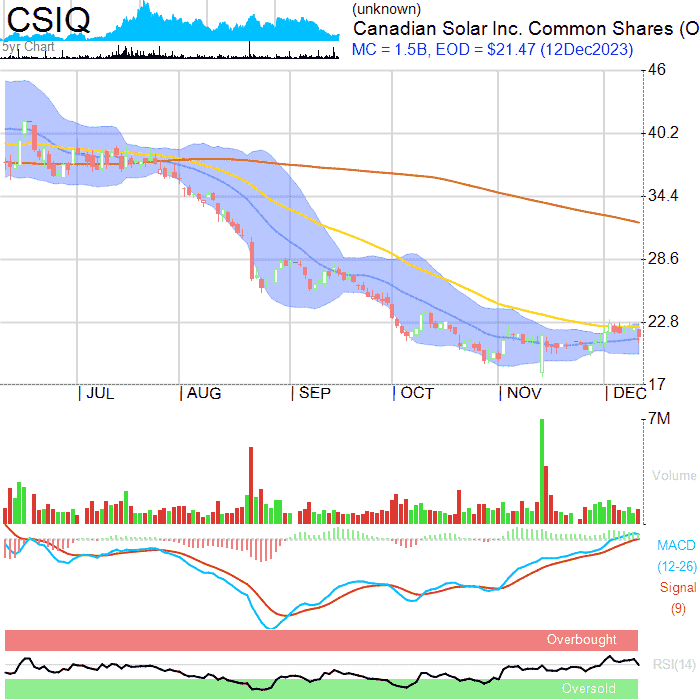 CSIQ
5yr Chart
(unknown)
Canadian Solar Inc. Common Shares (O
MC = 1.5B, EOD = $21.47 (12Dec2023)
46
40.2
34.4
28.6
22.8
17
JUL
AUG
SEP
OCT
NOV
DEC
7M
Volume
MACD
(12-26)
Signal
(9)
Overbought
RSI(14)
Oversold